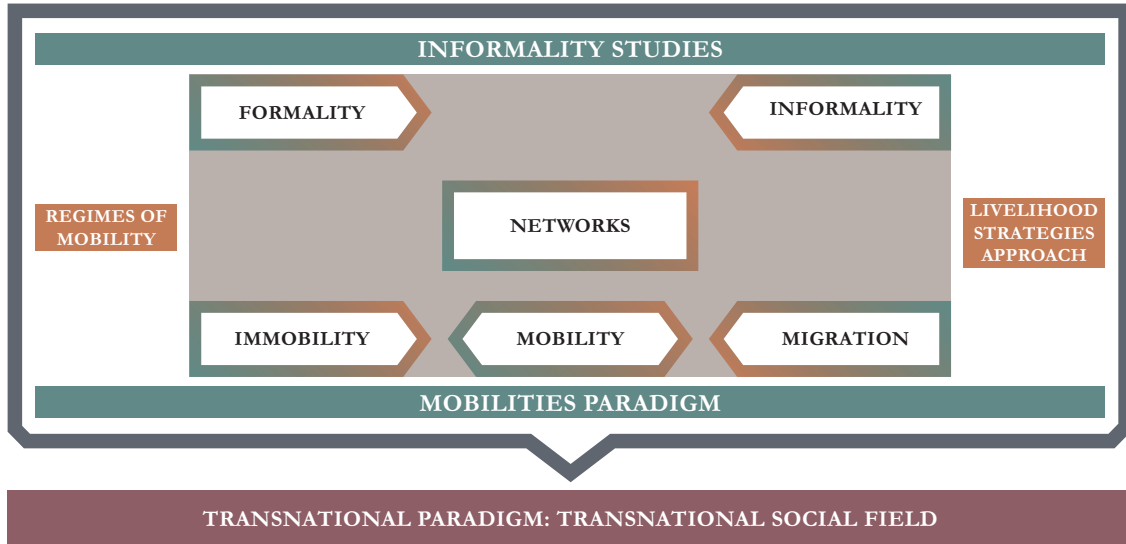 INFORMALITY STUDIES
FORMALITY
INFORMALITY
REGIMES OF
MOBILITY
NETWORKS
LIVELIHOOD
STRATEGIES
APPROACH
IMMOBILITY
MOBILITY
MIGRATION
MOBILITIES PARADIGM
TRANSNATIONAL PARADIGM: TRANSNATIONAL SOCIAL FIELD